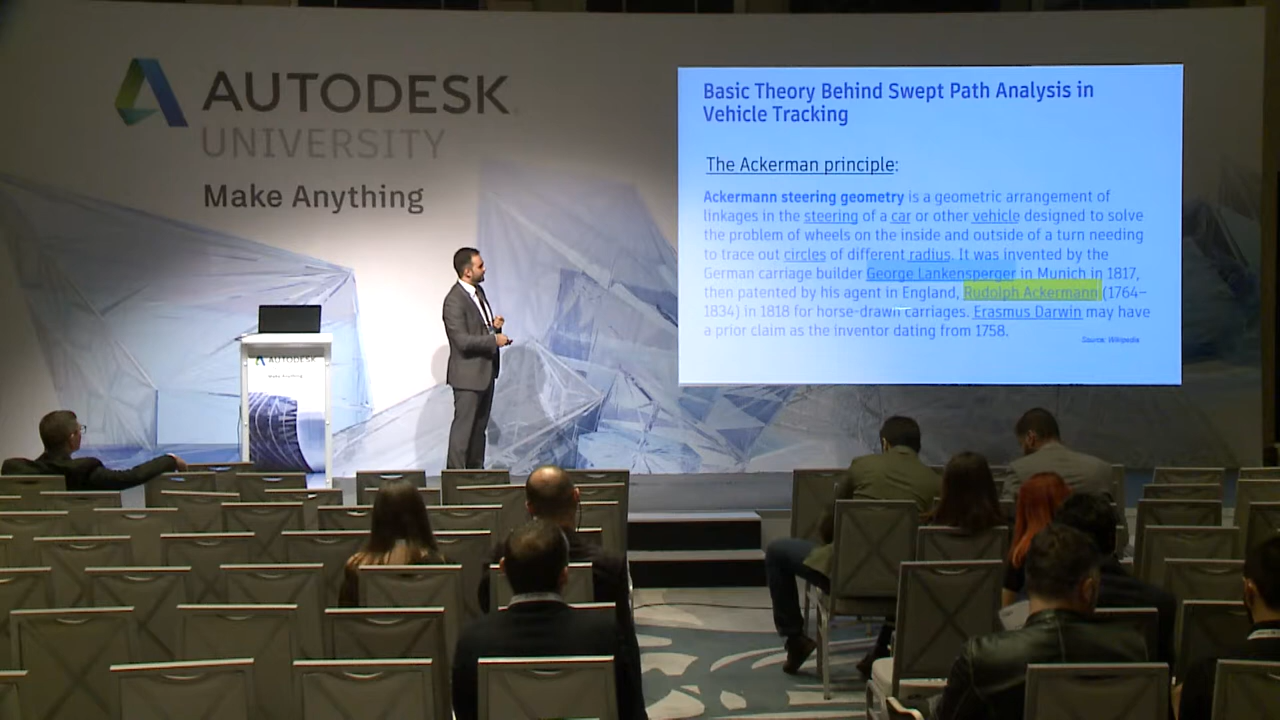 AUTODESK
UNIVERSITY
Make Anything
Basic Theory Behind Swept Path Analysis in
Vehicle Tracking
The Ackerman principle:
Ackermann steering geometry is a geometric arrangement of
linkages in the steering of a car or other vehicle designed to solve
the problem of wheels on the inside and outside of a turn needing
to trace out circles of different radius. It was invented by the
German carriage builder George Lankensperger in Munich in 1817,
then patented by his agent in England, Rudolph Ackermann (1764–
1834) in 1818 for horse-drawn carriages. Erasmus Darwin may have
a prior claim as the inventor dating from 1758.
Source: Wikipedia
AUTODESK
Make Anything